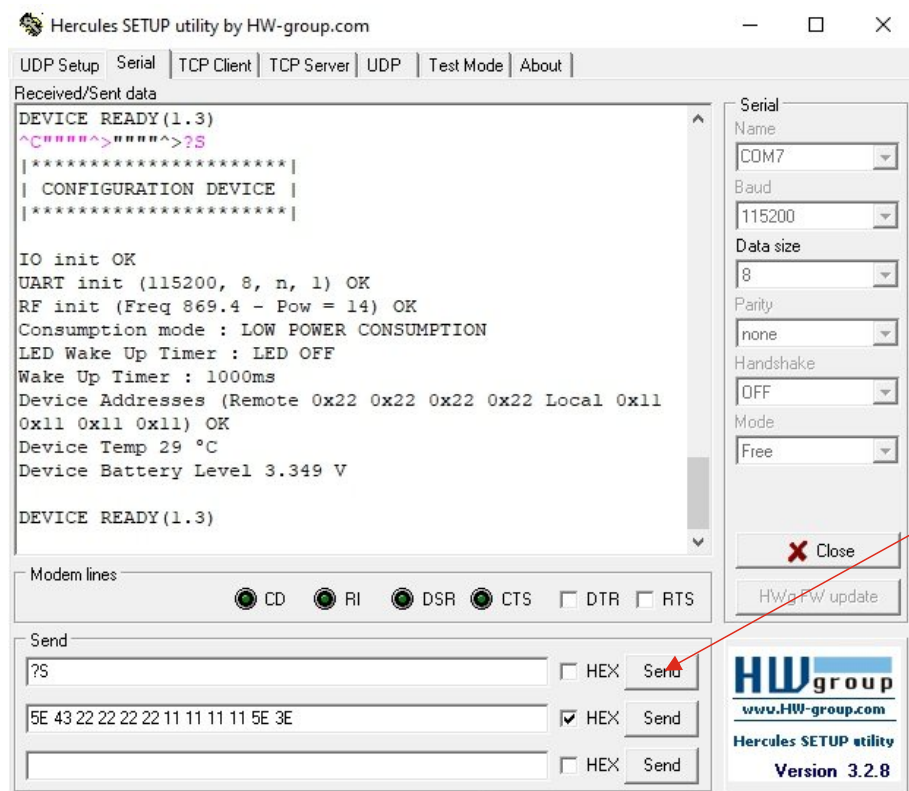 Hercules SETUP utility by HW-group.com
UDP Setup Serial TCP Client TCP Server UDP Test Mode About
Received/Sent data
DEVICE READY(1.3)
^C""""^>""""^>?S
|**********************|
| CONFIGURATION DEVICE |
|**********************|
IO init OK
UART init (115200, 8, n, 1) OK
RF init (Freq 869.4 - Pow = 14) OK
Consumption mode : LOW POWER CONSUMPTION
LED Wake Up Timer : LED OFF
Wake Up Timer : 1000ms
Device Addresses (Remote 0x22 0x22 0x22 0x22 Local 0x11
0x11 0x11 0x11) OK
Device Temp 29 °C
Device Battery Level 3.349 V
DEVICE READY(1.3)
Serial
Name
COM7
Baud
115200
Data size
8
Parity
none
Handshake
OFF
Mode
Free
Close
HWg FW update
Modem lines
CD RI DSR CTS DTR RTS
Send
?S HEX Send
5E 43 22 22 22 22 11 11 11 11 5E 3E HEX Send
HEX Send
HW group
www.HW-group.com
Hercules SETUP utility
Version 3.2.8